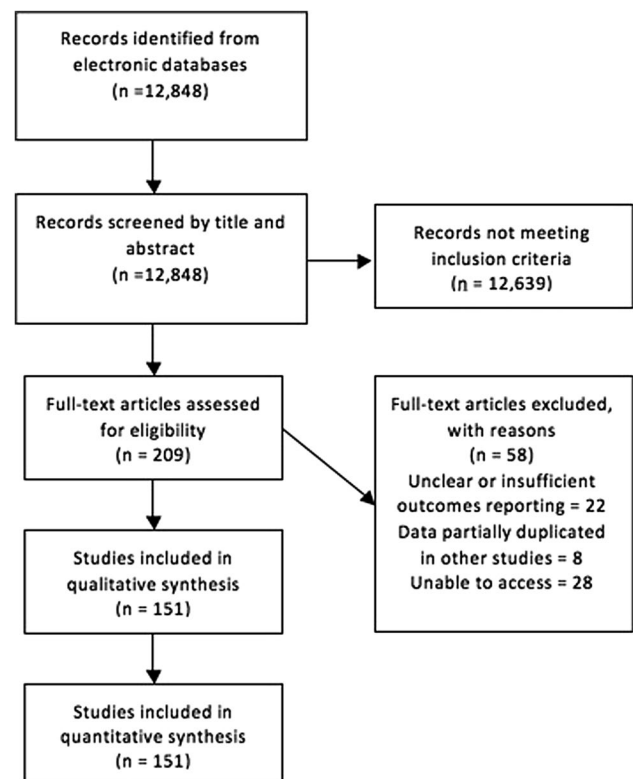 Records identified from
electronic databases
(n =12,848)
Records screened by title and
abstract
(n =12,848)
Records not meeting
inclusion criteria
(n = 12,639)
Full-text articles assessed
for eligibility
(n = 209)
Full-text articles excluded,
with reasons
(n = 58)
Unclear or insufficient
outcomes reporting = 22
Data partially duplicated
in other studies = 8
Unable to access = 28
Studies included in
qualitative synthesis
(n = 151)
Studies included in
quantitative synthesis
(n = 151)